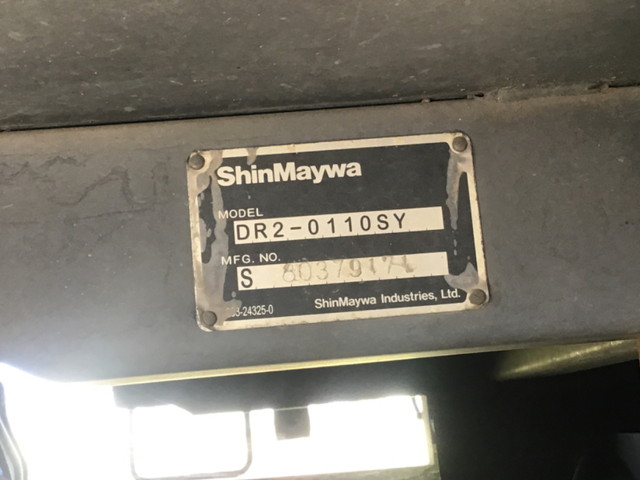 ShinMaywa
MODEL
DR2-0110SY
MFG. NO.
S
ShinMaywa Industries, Ltd.